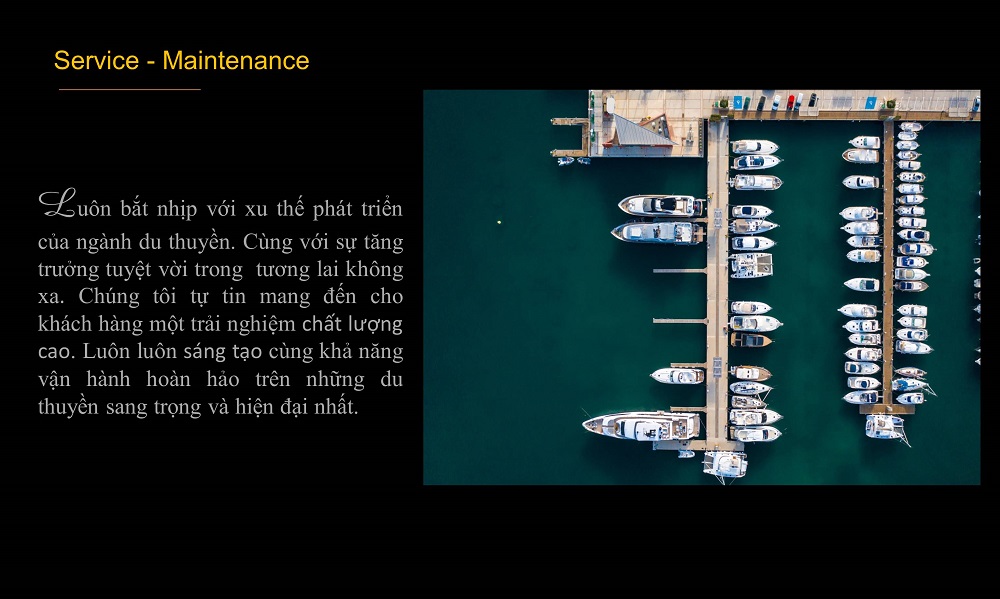 Service - Maintenance
Luôn bắt nhịp với xu thế phát triển
của ngành du thuyền. Cùng với sự tăng
trưởng tuyệt vời trong tương lai không
xa. Chúng tôi tự tin mang đến cho
khách hàng một trải nghiệm chất lượng
cao. Luôn luôn sáng tạo cùng khả năng
vận hành hoàn hảo trên những du
thuyền sang trọng và hiện đại nhất.